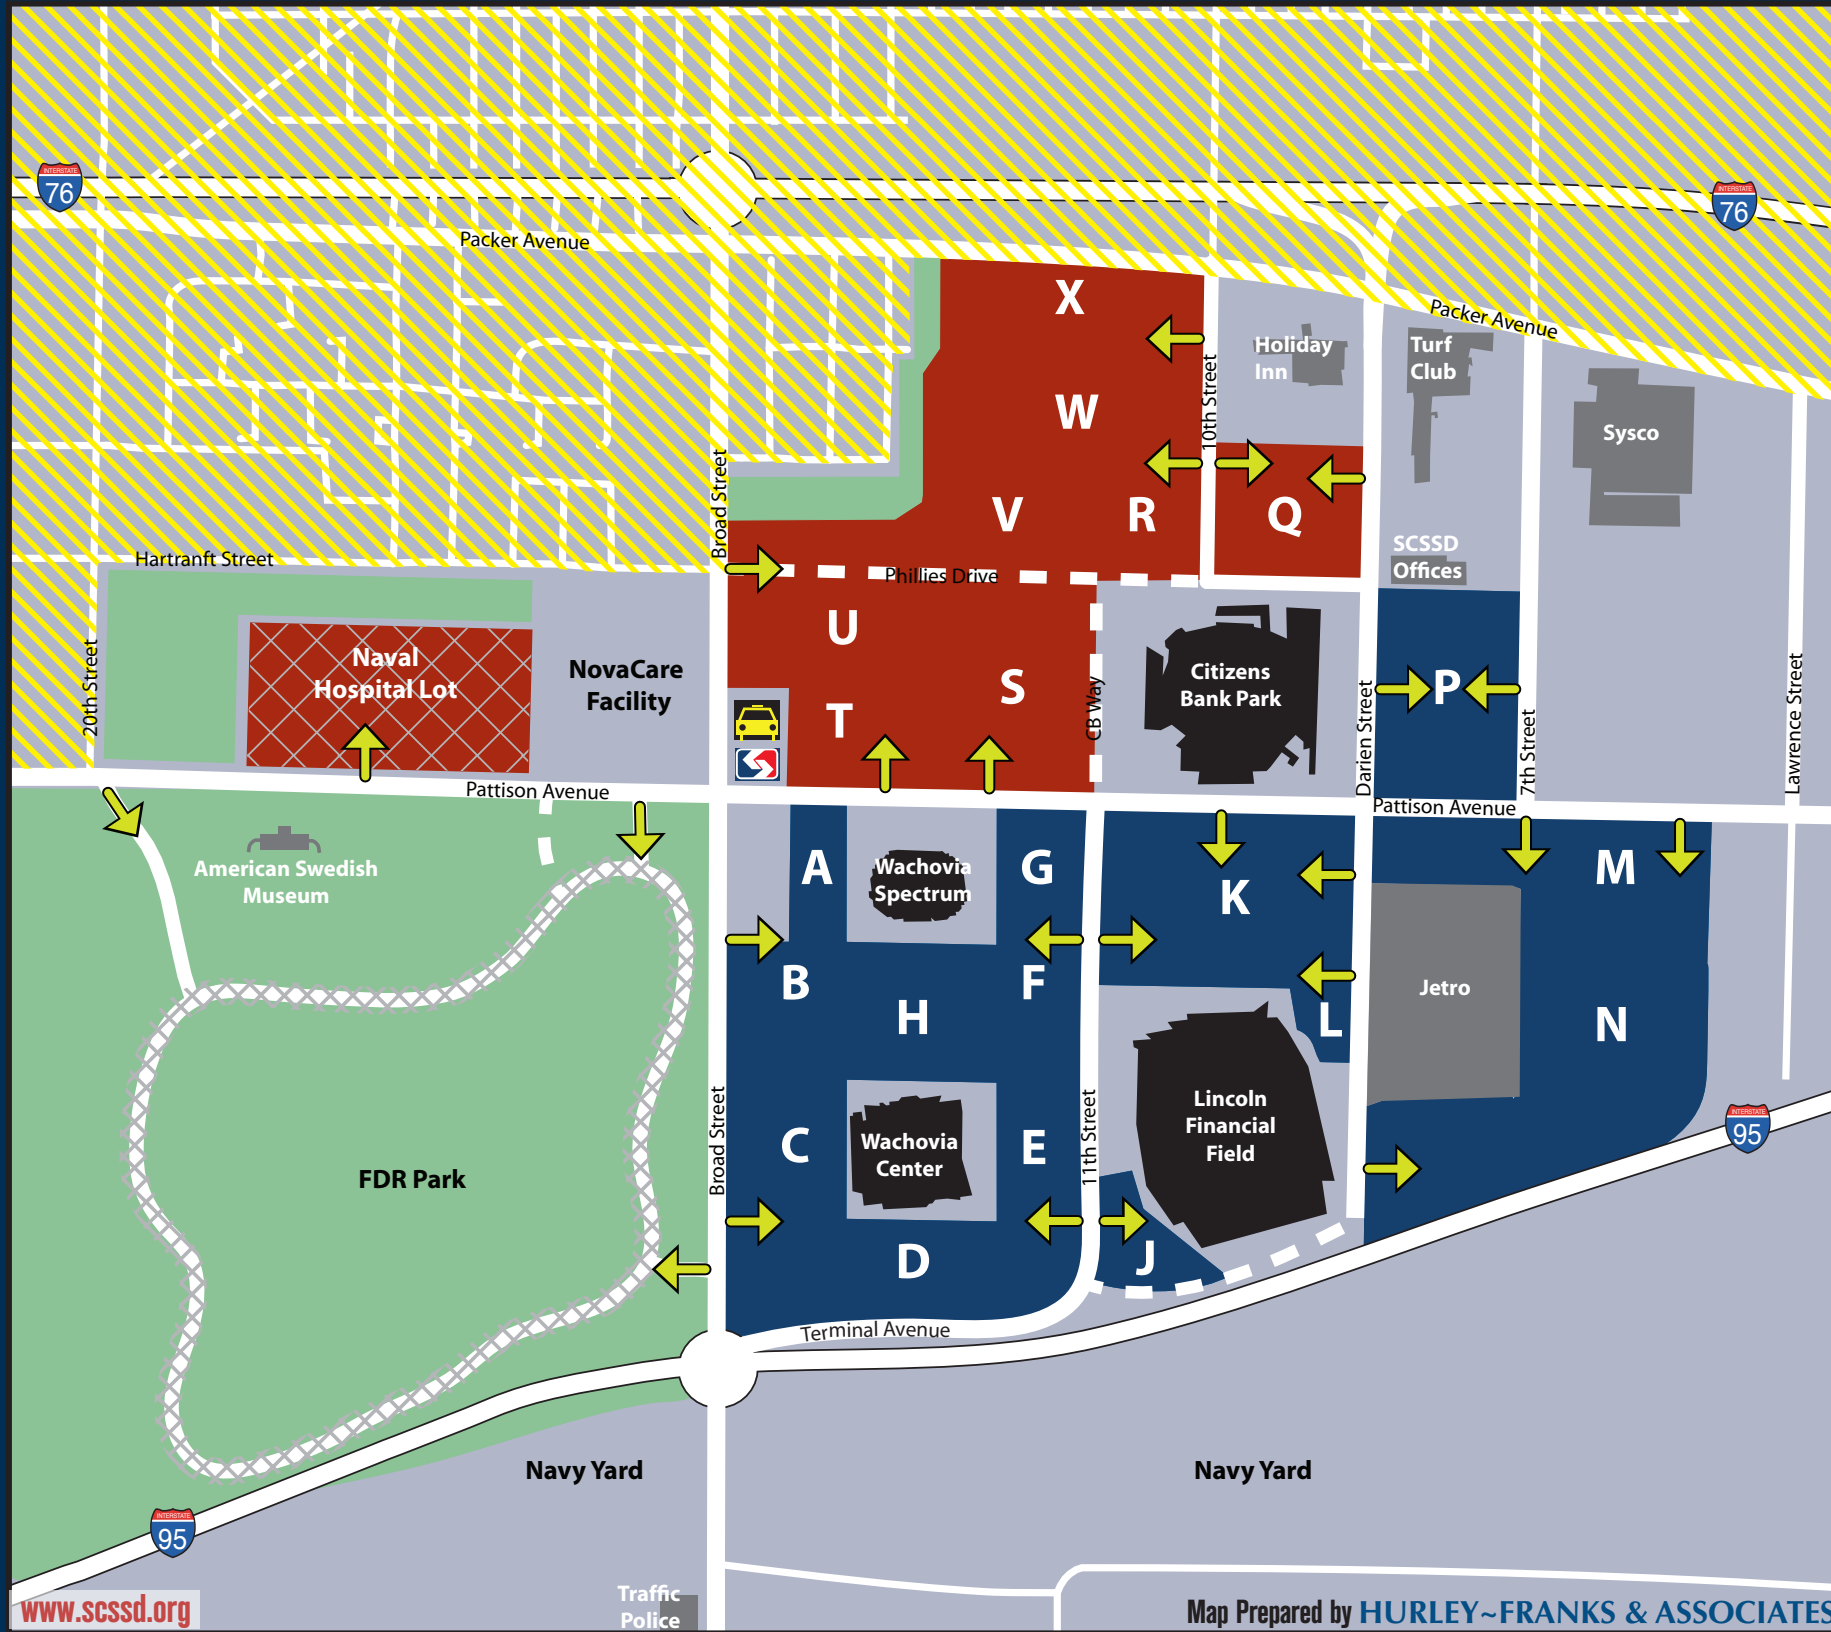 INTERSTATE
76
INTERSTATE
76
Packer Avenue
X
Packer Avenue
Holiday
Inn
Turf
Club
10th Street
W
Sysco
Broad Street
V
R
Q
SCSSD
Offices
Hartranft Street
Phillies Drive
20th Street
Naval
Hospital Lot
NovaCare
Facility
U
S
T
CB Way
Citizens
Bank Park
Darien Street
P
7th Street
Lawrence Street
Pattison Avenue
Pattison Avenue
American Swedish
Museum
A
Wachovia
Spectrum
G
K
M
B
F
H
L
Jetro
N
Broad Street
C
Wachovia
Center
E
11th Street
Lincoln
Financial
Field
INTERSTATE
95
FDR Park
D
J
Terminal Avenue
Navy Yard
Navy Yard
INTERSTATE
95
Traffic
Police
www.scssd.org
Map Prepared by HURLEY~FRANKS & ASSOCIATES